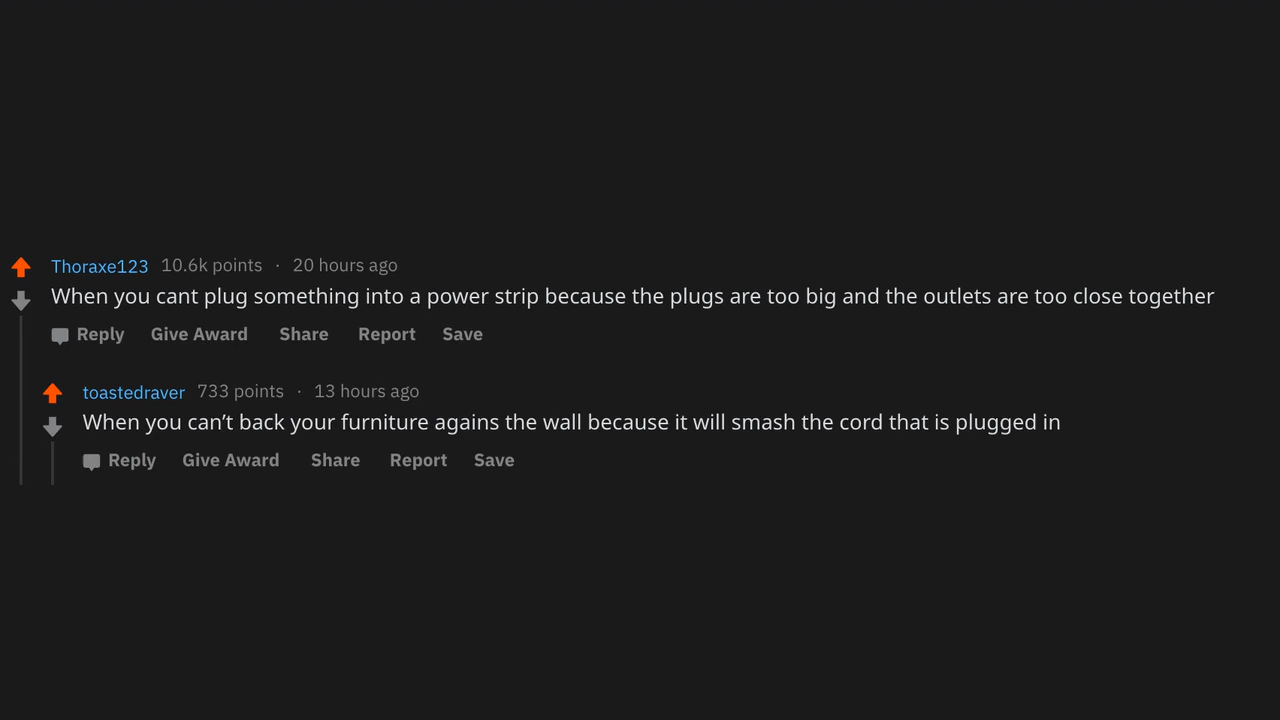 Thoraxe123 10.6k points · 20 hours ago
When you cant plug something into a power strip because the plugs are too big and the outlets are too close together
Reply Give Award Share Report Save
toastedraver 733 points · 13 hours ago
When you can’t back your furniture agains the wall because it will smash the cord that is plugged in
Reply Give Award Share Report Save